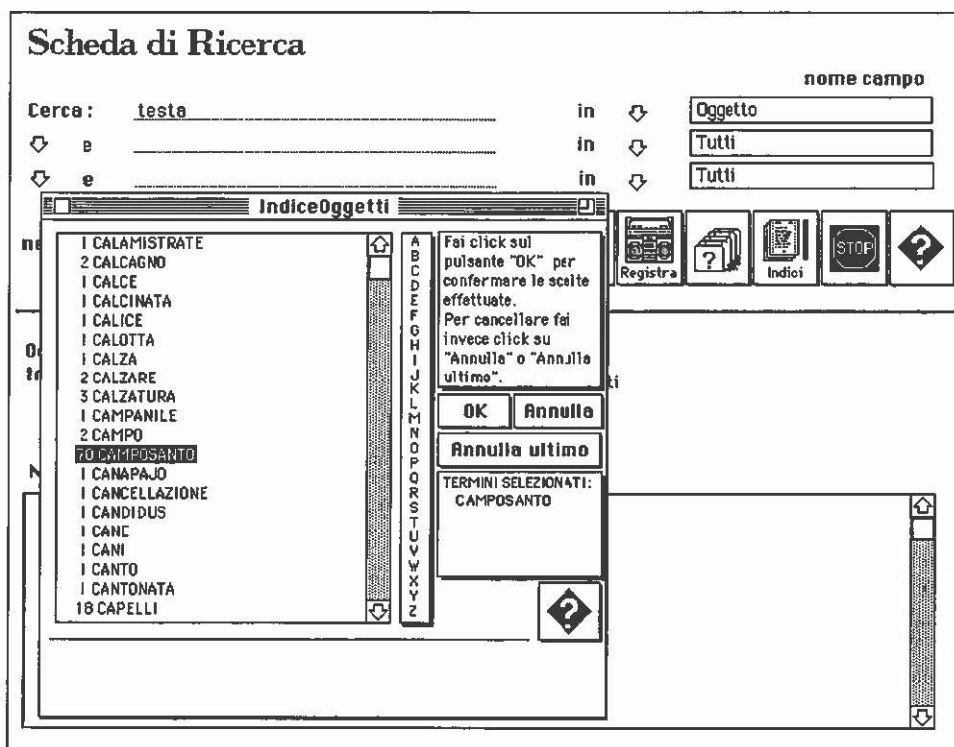 Scheda di Ricerca
nome campo
Cerca : testa in Oggetto
e in Tutti
e in Tutti
IndiceOggetti
1 CALAMISTRATE
2 CALCAGNO
1 CALCE
1 CALCINATA
1 CALICE
1 CALOTTA
1 CALZA
2 CALZARE
3 CALZATURA
1 CAMPANILE
2 CAMPO
70 CAMPOSANTO
1 CANAPAJO
1 CANCELLAZIONE
1 CANDIDUS
1 CANE
1 CANI
1 CANTO
1 CANTONATA
18 CAPELLI
A
B
C
D
E
F
G
H
I
J
K
L
M
N
O
P
Q
R
S
T
U
V
W
X
Y
Z
Fai click sul
pulsante "OK" per
confermare le scelte
effettuate.
Per cancellare fai
invece click su
"Annulla" o "Annulla
ultimo".
OK Annulla
Annulla ultimo
TERMINI SELEZIONATI:
CAMPOSANTO
?
Registra
?
Indici
STOP
?
ti
N